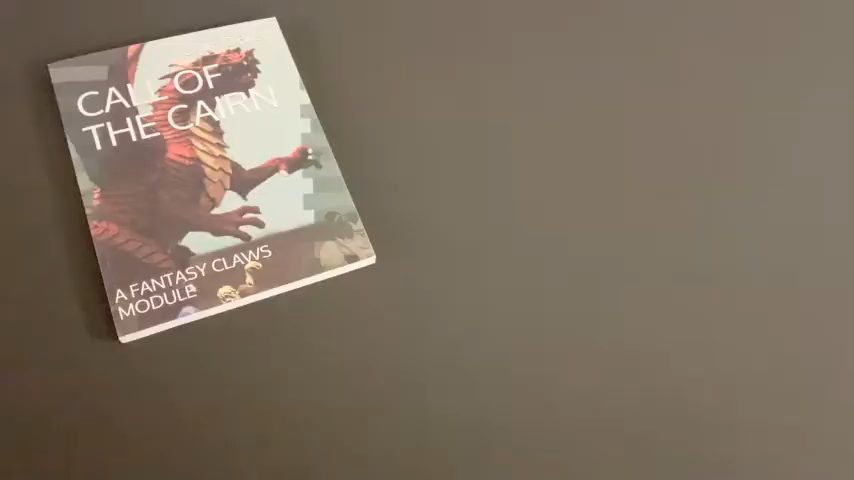 CALL OF
THE CAIRN
A FANTASY CLAWS
MODULE